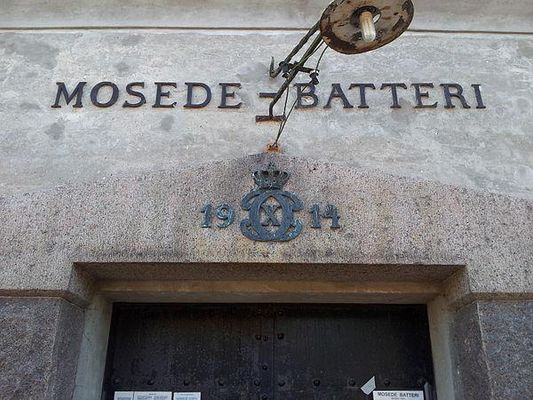 MOSEDE - BATTERI
19 X 14
MOSEDE BATTERI